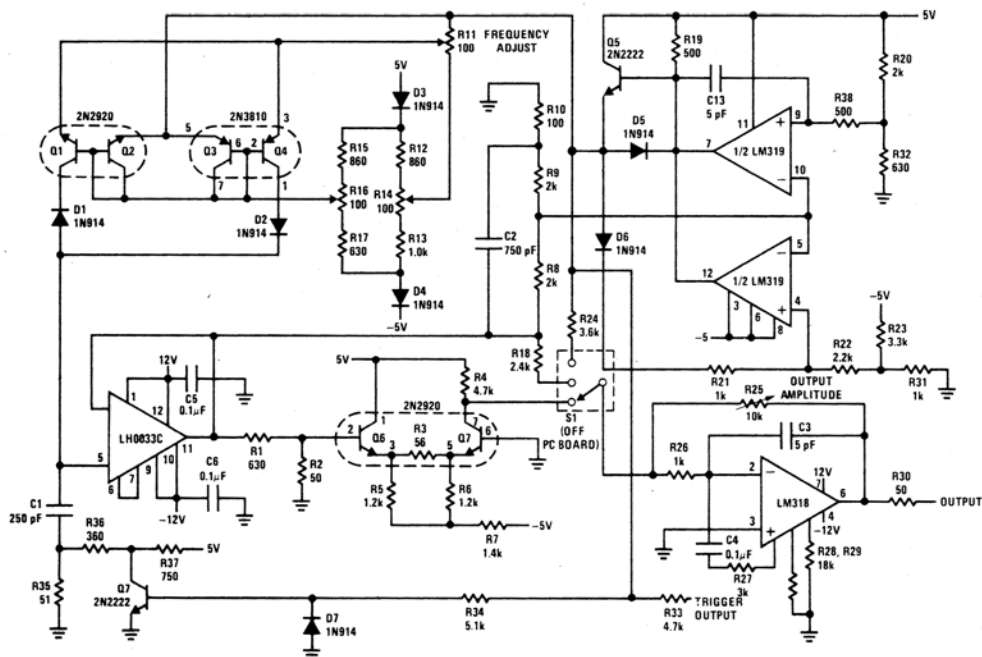 R11
100
FREQUENCY
ADJUST
5V
D3
1N914
2N2920
2N3810
5
3
Q1
Q2
Q3
6
2
Q4
7
1
R15
860
R12
860
R16
100
R14
100
R17
630
R13
1.0k
D4
1N914
-5V
D1
1N914
D2
1N914
R10
100
R9
2k
C2
750 pF
R8
2k
R18
2.4k
Q5
2N2222
R19
500
5V
R20
2k
C13
5 pF
R38
500
11
9
+
D5
1N914
7
1/2 LM319
–
10
R32
630
D6
1N914
–
5
12
1/2 LM319
+
4
3
6
8
-5
-5V
R23
3.3k
R24
3.6k
R21
1k
R22
2.2k
R31
1k
S1
(OFF
PC BOARD)
OUTPUT
AMPLITUDE
R25
10k
C3
5 pF
R26
1k
2
–
12V
7
6
R30
50
OUTPUT
LM318
3
+
4
-12V
C4
0.1µF
R27
3k
R28, R29
18k
12V
1
12
C5
0.1µF
LH0033C
11
5
6
7
9
10
C6
0.1µF
-12V
R1
630
R2
50
5V
R4
4.7k
2N2920
2
1
Q6
R3
56
3
5
7
Q7
6
R5
1.2k
R6
1.2k
-5V
R7
1.4k
C1
250 pF
R36
360
R37
750
5V
R35
51
Q7
2N2222
D7
1N914
R34
5.1k
R33
4.7k
TRIGGER
OUTPUT